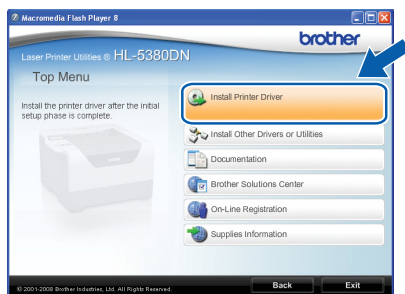 Macromedia Flash Player 8
brother
Laser Printer Utilities ® HL-5380DN
Top Menu
Install the printer driver after the initial
setup phase is complete.
Install Printer Driver
Install Other Drivers or Utilities
Documentation
Brother Solutions Center
On-Line Registration
Supplies Information
© 2001-2008 Brother Industries, Ltd. All Rights Reserved.
Back
Exit